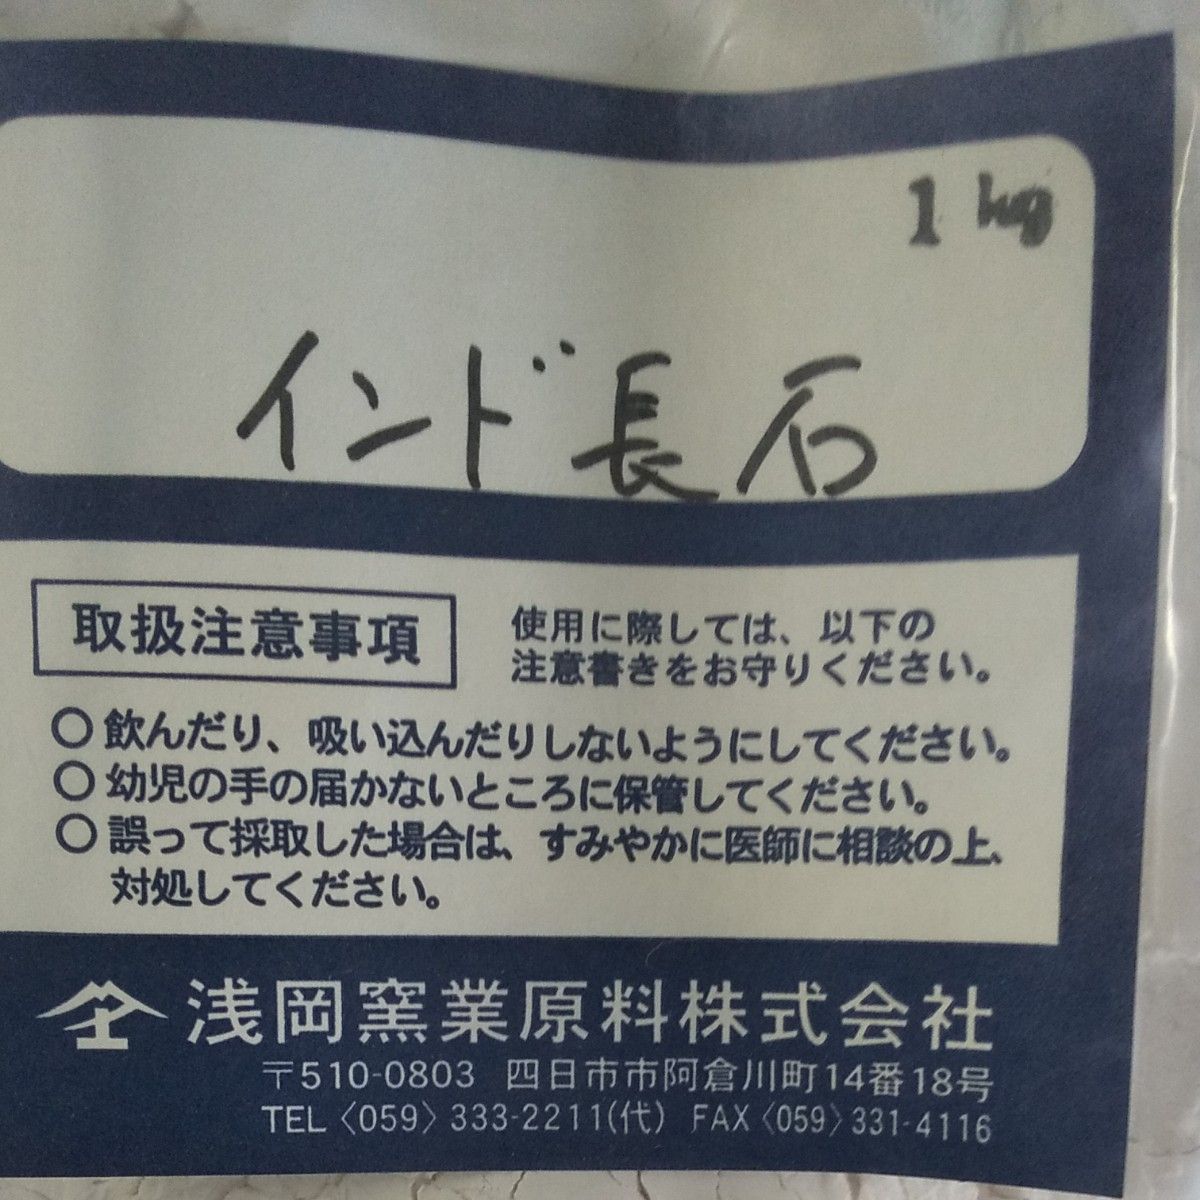 1 kg
インド長石
取扱注意事項
使用に際しては、以下の
注意書きをお守りください。
○飲んだり、吸い込んだりしないようにしてください。
○幼児の手の届かないところに保管してください。
○誤って採取した場合は、すみやかに医師に相談の上、
対処してください。
浅岡窯業原料株式会社
〒510-0803 四日市市阿倉川町14番18号
TEL〈059〉333-2211(代) FAX〈059〉331-4116